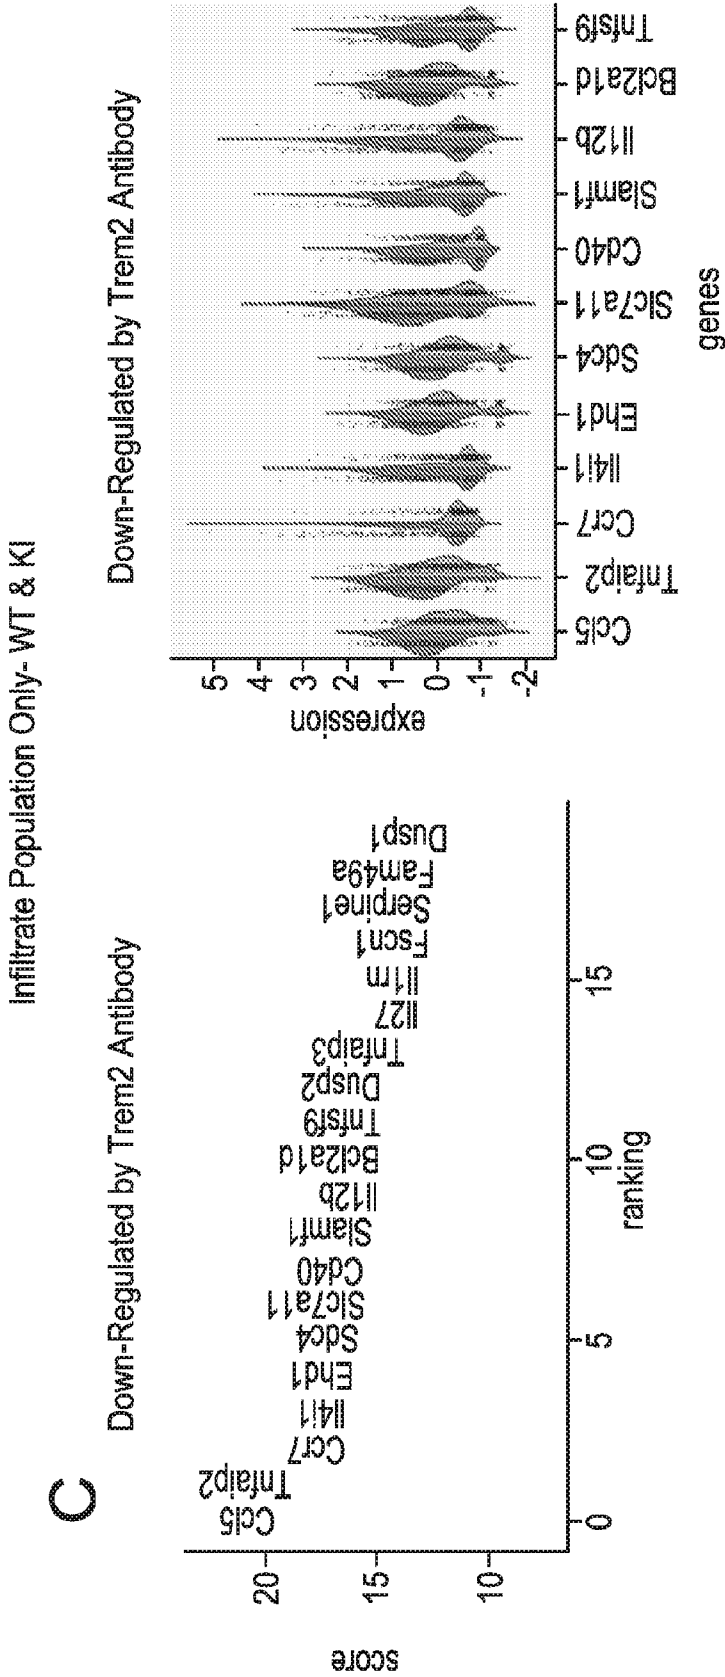 Infiltrate Population Only- WT & KI
C
Down-Regulated by Trem2 Antibody
score
20
15
10
Ccl5
Tnfaip2
Ccr7
Il4i1
Ehd1
Sdc4
Slc7a11
Cd40
Slamf1
Il12b
Bcl2a1d
Tnfsf9
Dusp2
Tnfaip3
Il27
Il1rn
Fscn1
Serpine1
Fam49a
Dusp1
0
5
10
15
ranking
Down-Regulated by Trem2 Antibody
expression
5
4
3
2
1
0
-1
-2
Ccl5
Tnfaip2
Ccr7
Il4i1
Ehd1
Sdc4
Slc7a11
Cd40
Slamf1
Il12b
Bcl2a1d
Tnfsf9
genes